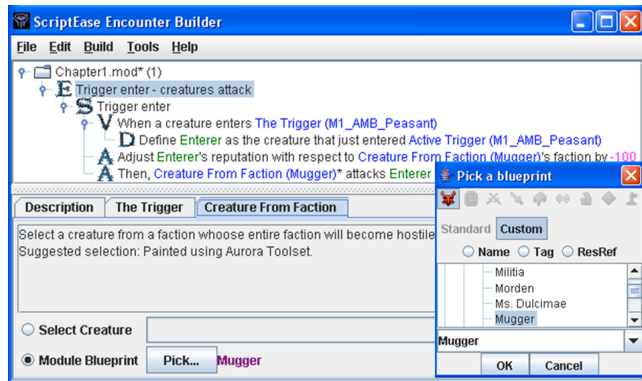 ScriptEase Encounter Builder
File Edit Build Tools Help
Chapter1.mod* (1)
E Trigger enter - creatures attack
S Trigger enter
V When a creature enters The Trigger (M1_AMB_Peasant)
D Define Enterer as the creature that just entered Active Trigger (M1_AMB_Peasant)
A Adjust Enterer's reputation with respect to Creature From Faction (Mugger)'s faction by -100
A Then, Creature From Faction (Mugger)* attacks Enterer
Description The Trigger Creature From Faction
Select a creature from a faction whoose entire faction will become hostile
Suggested selection: Painted using Aurora Toolset.
Select Creature
Module Blueprint Pick... Mugger
Pick a blueprint
Standard Custom
Name Tag ResRef
Militia
Morden
Ms. Dulcimae
Mugger
Mugger
OK Cancel